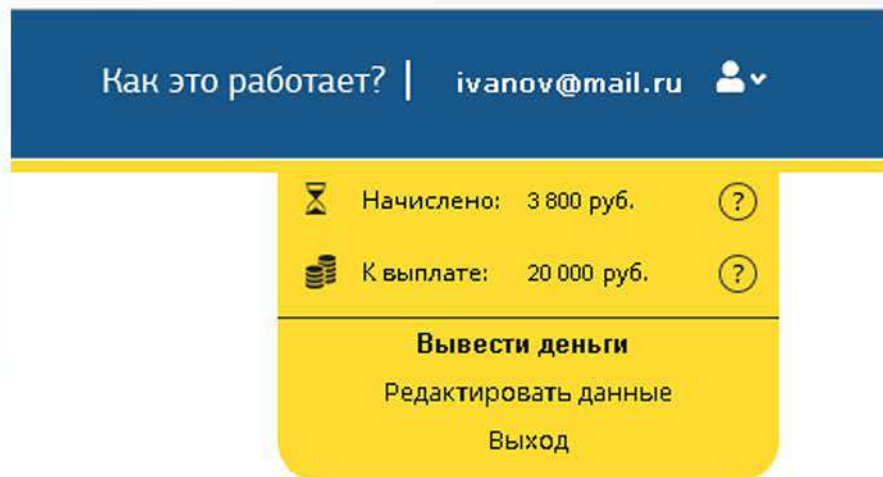 Как это работает? | ivanov@mail.ru
Начислено: 3 800 руб. ?
К выплате: 20 000 руб. ?
Вывести деньги
Редактировать данные
Выход